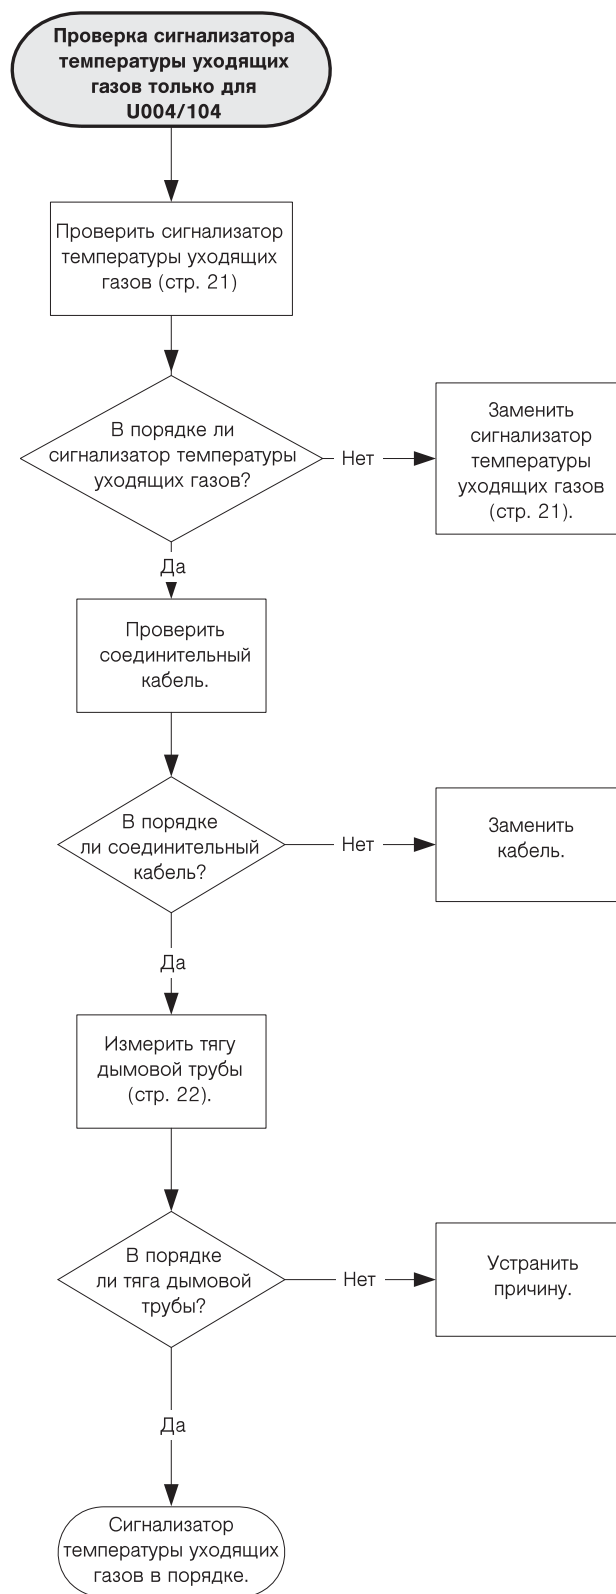 Проверка сигнализатора
температуры уходящих
газов только для
U004/104
Проверить сигнализатор
температуры уходящих
газов (стр. 21)
В порядке ли
сигнализатор температуры
уходящих газов?
Нет
Заменить
сигнализатор
температуры
уходящих газов
(стр. 21).
Да
Проверить
соединительный
кабель.
В порядке
ли соединительный
кабель?
Нет
Заменить
кабель.
Да
Измерить тягу
дымовой трубы
(стр. 22).
В порядке
ли тяга дымовой
трубы?
Нет
Устранить
причину.
Да
Сигнализатор
температуры уходящих
газов в порядке.